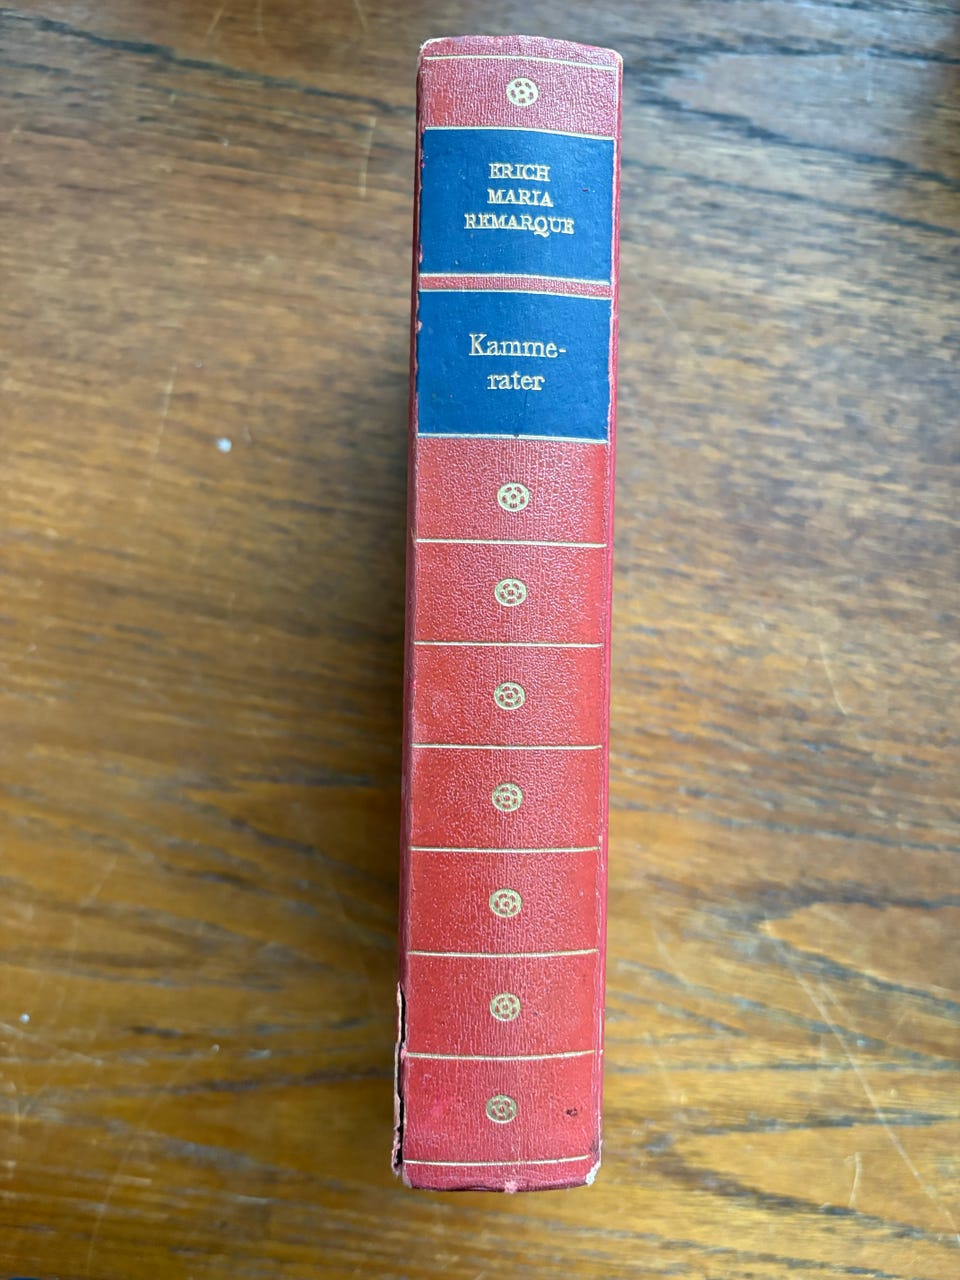 ERICH
MARIA
REMARQUE
Kamme-
rater